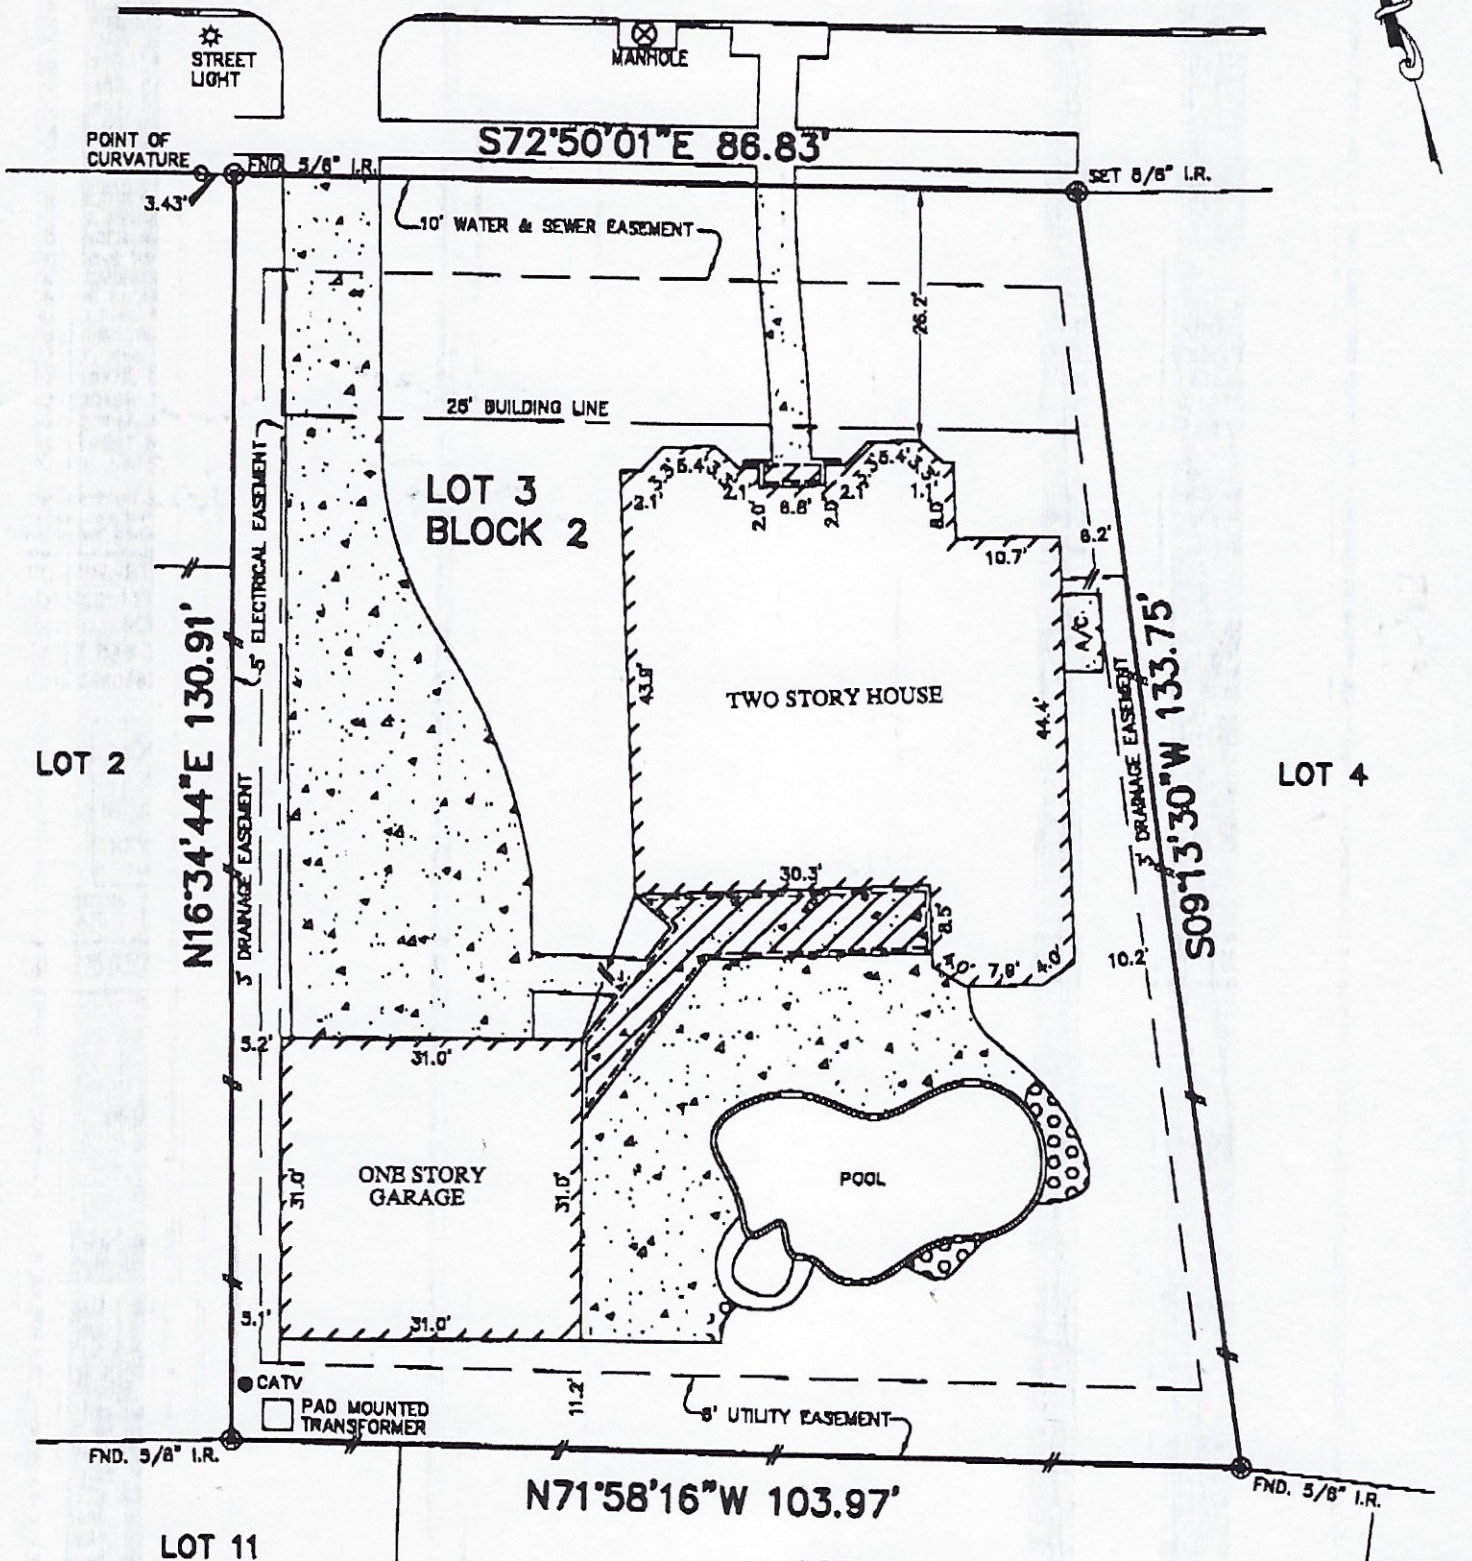 STREET
LIGHT
MANHOLE
POINT OF
CURVATURE
S72°50'01"E 86.83'
FND. 5/8" I.R.
SET 5/8" I.R.
3.43'
10' WATER & SEWER EASEMENT
26.2'
25' BUILDING LINE
5' ELECTRICAL EASEMENT
LOT 3
BLOCK 2
2.1'
3.3'
5.4'
3.3'
2.1'
2.0'
6.6'
2.0'
2.1'
3.3'
5.4'
8.0'
10.7'
6.2'
A/C.
N16°34'44"E 130.91'
43.9'
TWO STORY HOUSE
44.4'
3' DRAINAGE EASEMENT
S09°13'30"W 133.75'
LOT 2
LOT 4
3' DRAINAGE EASEMENT
30.3'
8.5'
4.0'
7.9'
4.0'
10.2'
5.2'
31.0'
31.0'
ONE STORY
GARAGE
31.0'
POOL
5.1'
31.0'
CATV
PAD MOUNTED
TRANSFORMER
11.2'
8' UTILITY EASEMENT
FND. 5/8" I.R.
N71°58'16"W 103.97'
FND. 5/8" I.R.
LOT 11